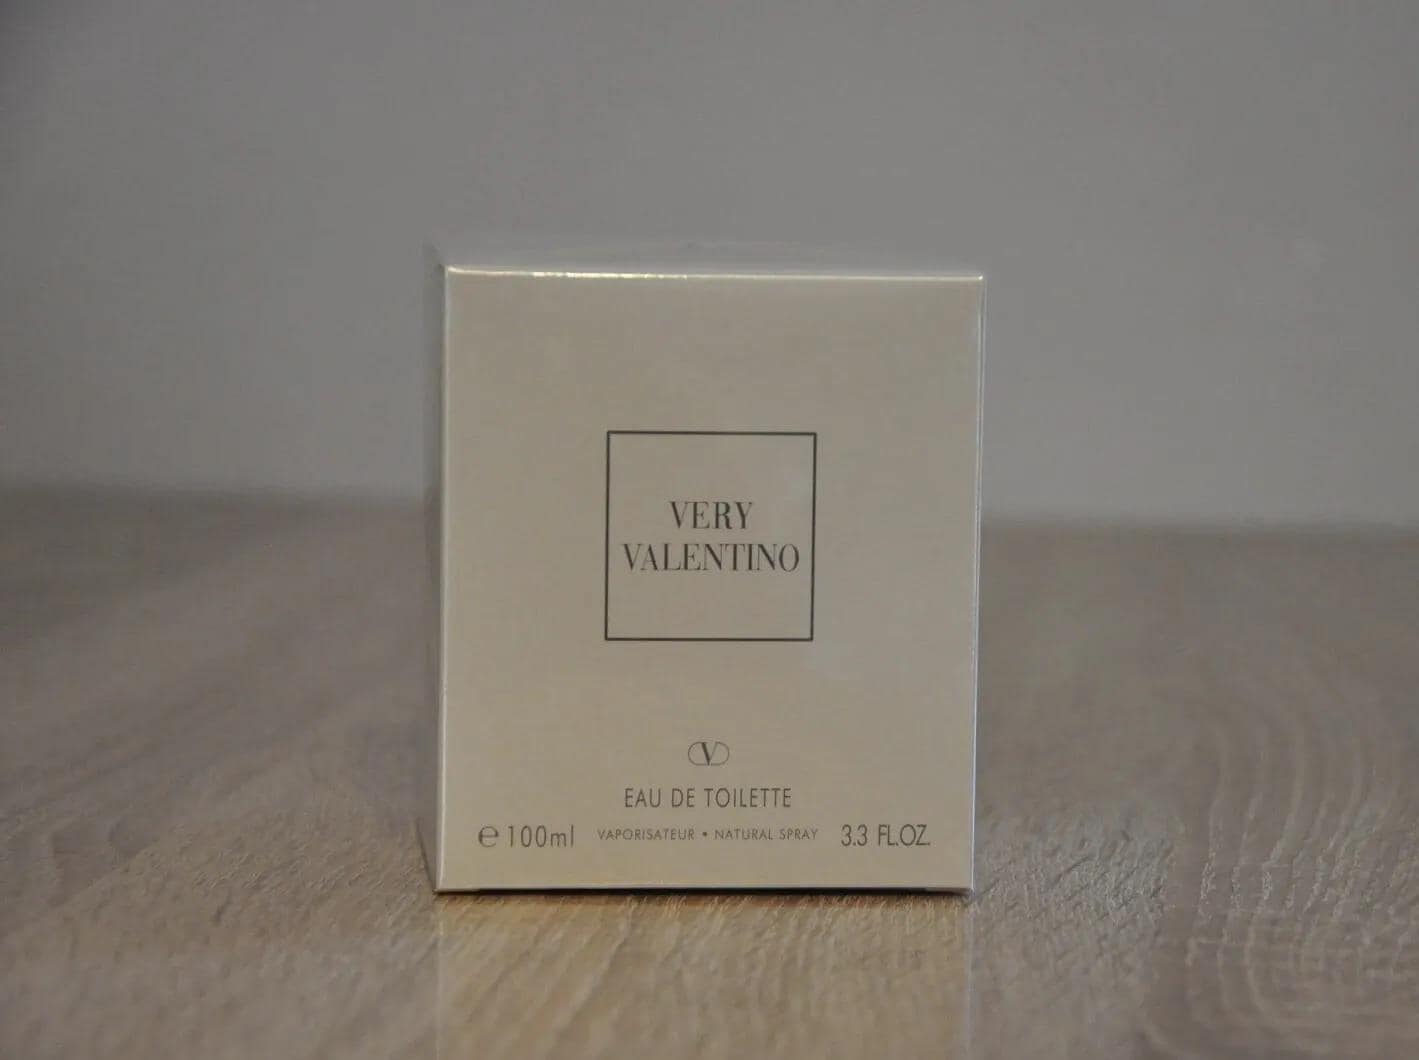 VERY
VALENTINO
V
EAU DE TOILETTE
℮ 100ml VAPORISATEUR • NATURAL SPRAY 3.3 FL.OZ.